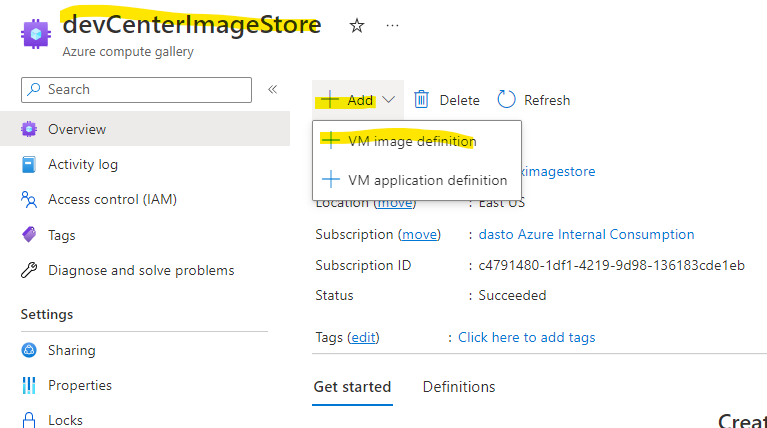 devCenterImageStore
Azure compute gallery
Search
Overview
Activity log
Access control (IAM)
Tags
Diagnose and solve problems
Settings
Sharing
Properties
Locks
Add
Delete
Refresh
VM image definition
VM application definition
ximagestore
Location (move) : East US
Subscription (move) : dasto Azure Internal Consumption
Subscription ID : c4791480-1df1-4219-9d98-136183cde1eb
Status : Succeeded
Tags (edit) : Click here to add tags
Get started Definitions
Creat